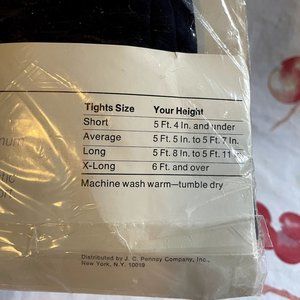 Tights Size Your Height
Short 5 Ft. 4 In. and under
Average 5 Ft. 5 In. to 5 Ft. 7 In.
Long 5 Ft. 8 In. to 5 Ft. 11
X-Long 6 Ft. and over
Machine wash warm—tumble dry
Distributed by J. C. Penney Company, Inc.,
New York, N.Y. 10019